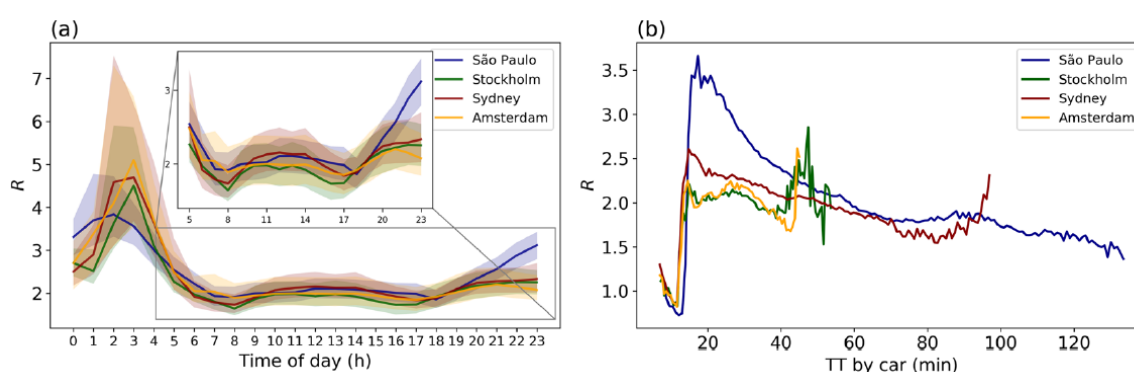 (a)
R
7
6
5
4
3
2
0 1 2 3 4 5 6 7 8 9 10 11 12 13 14 15 16 17 18 19 20 21 22 23
Time of day (h)
3
2
5 8 11 14 17 20 23
São Paulo
Stockholm
Sydney
Amsterdam
(b)
R
3.5
3.0
2.5
2.0
1.5
1.0
20 40 60 80 100 120
TT by car (min)
São Paulo
Stockholm
Sydney
Amsterdam